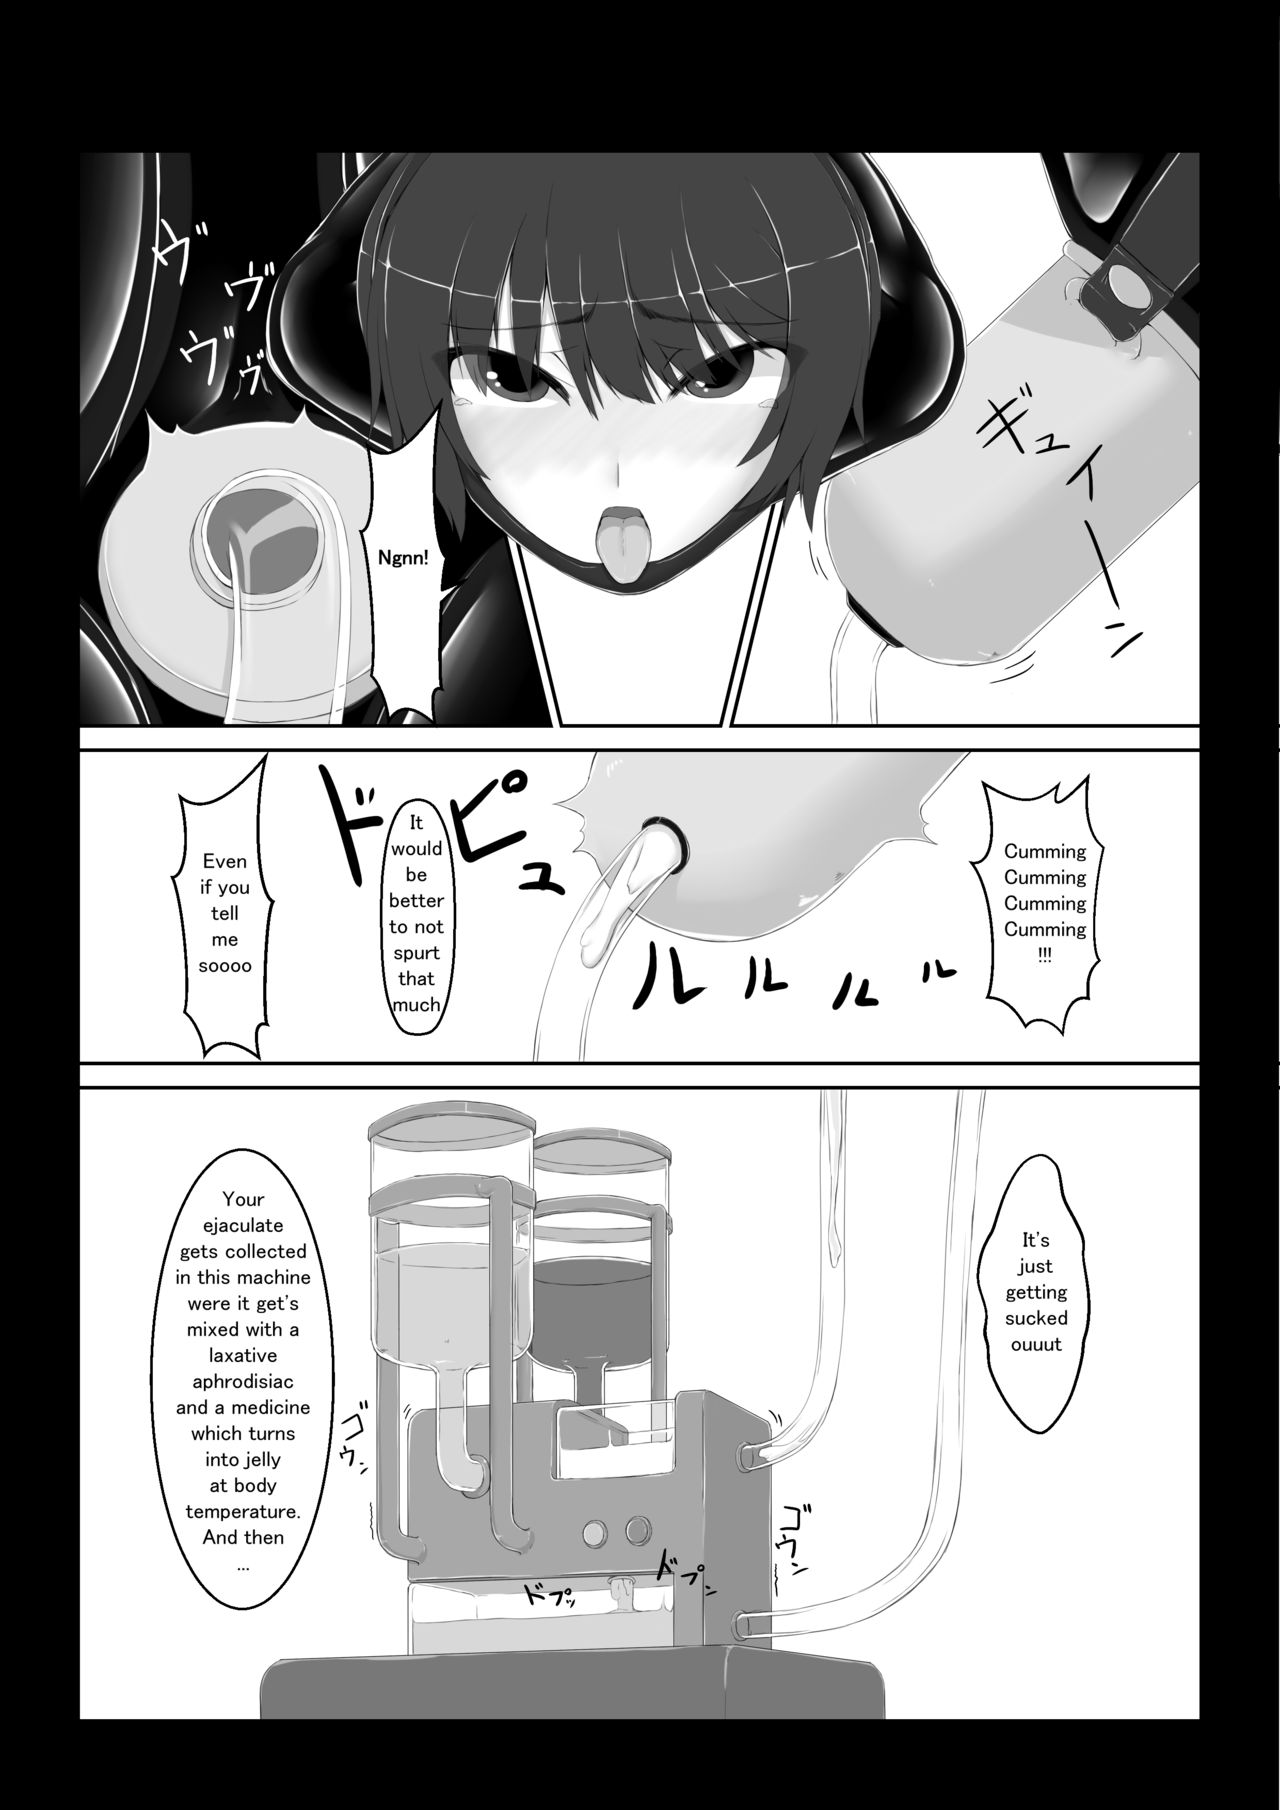 ヴ
ヴ
ヴ
ヴ
Ngnn!
ギュイーン
Cumming
Cumming
Cumming
Cumming
!!!
ドピュ
ルルルル
It
would
be
better
to not
spurt
that
much
Even
if you
tell
me
soooo
It's
just
getting
sucked
ouuut
Your
ejaculate
gets collected
in this machine
were it get's
mixed with a
laxative
aphrodisiac
and a medicine
which turns
into jelly
at body
temperature.
And then
...
ゴウン
ゴウン
ドプン
ドプッ